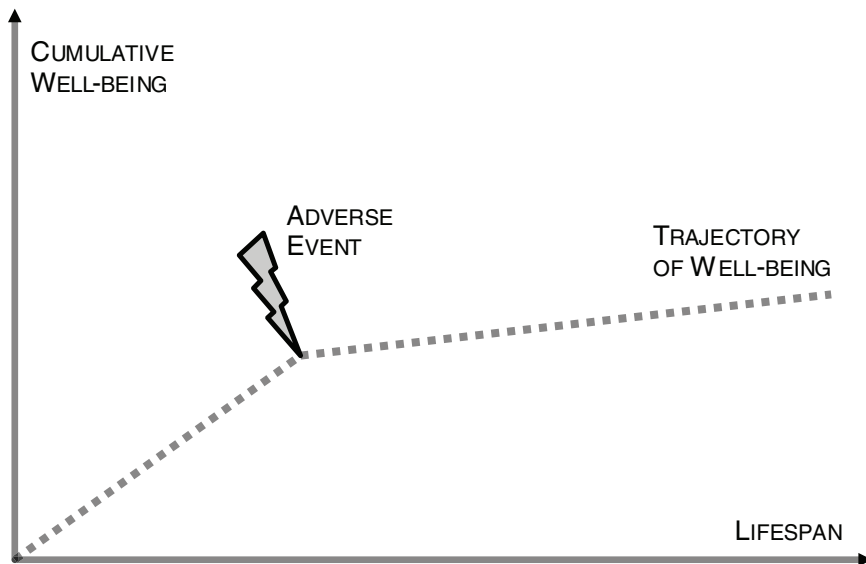 CUMULATIVE
WELL-BEING
ADVERSE
EVENT
TRAJECTORY
OF WELL-BEING
LIFESPAN